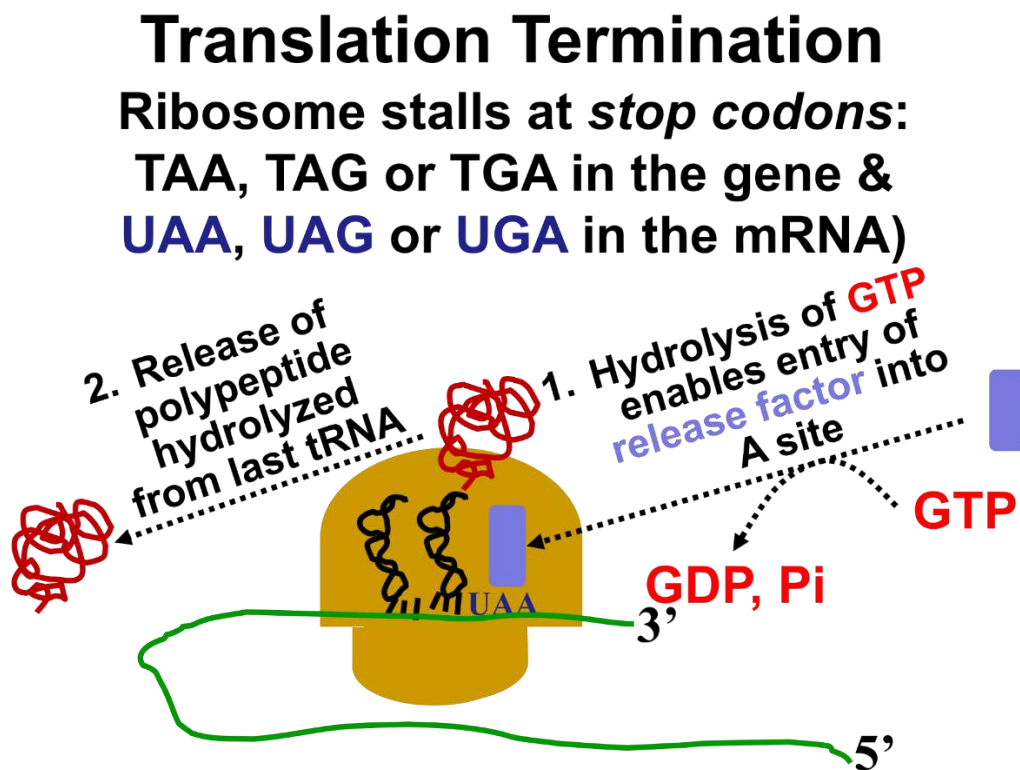 Translation Termination
Ribosome stalls at stop codons:
TAA, TAG or TGA in the gene &
UAA, UAG or UGA in the mRNA)
2. Release of
polypeptide
hydrolyzed
from last tRNA
1. Hydrolysis of GTP
enables entry of
release factor into
A site
GTP
GDP, Pi
UAA
3’
5’